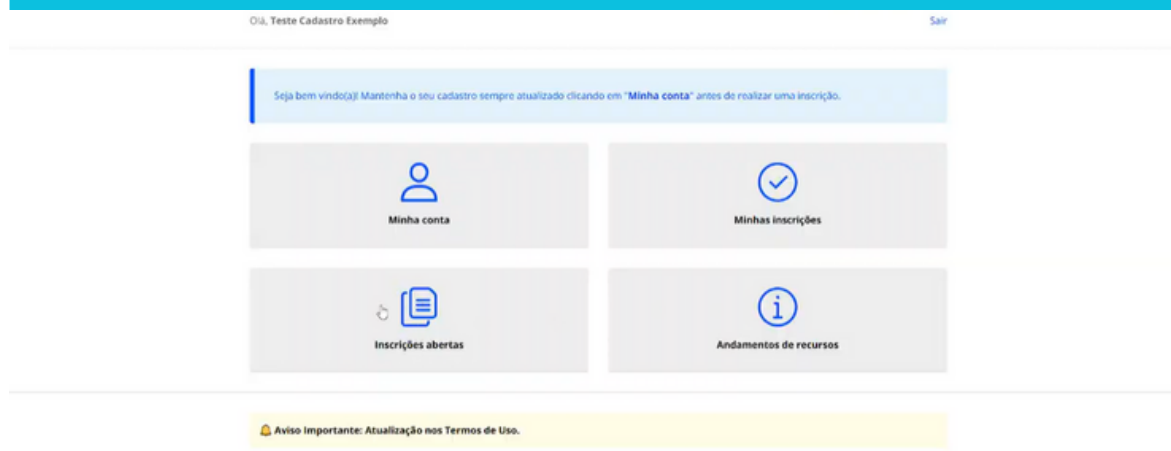 Olá, Teste Cadastro Exemplo
Sair
Seja bem vindo(a)! Mantenha o seu cadastro sempre atualizado clicando em "Minha conta" antes de realizar uma inscrição.
Minha conta
Minhas inscrições
Inscrições abertas
Andamentos de recursos
Aviso Importante: Atualização nos Termos de Uso.